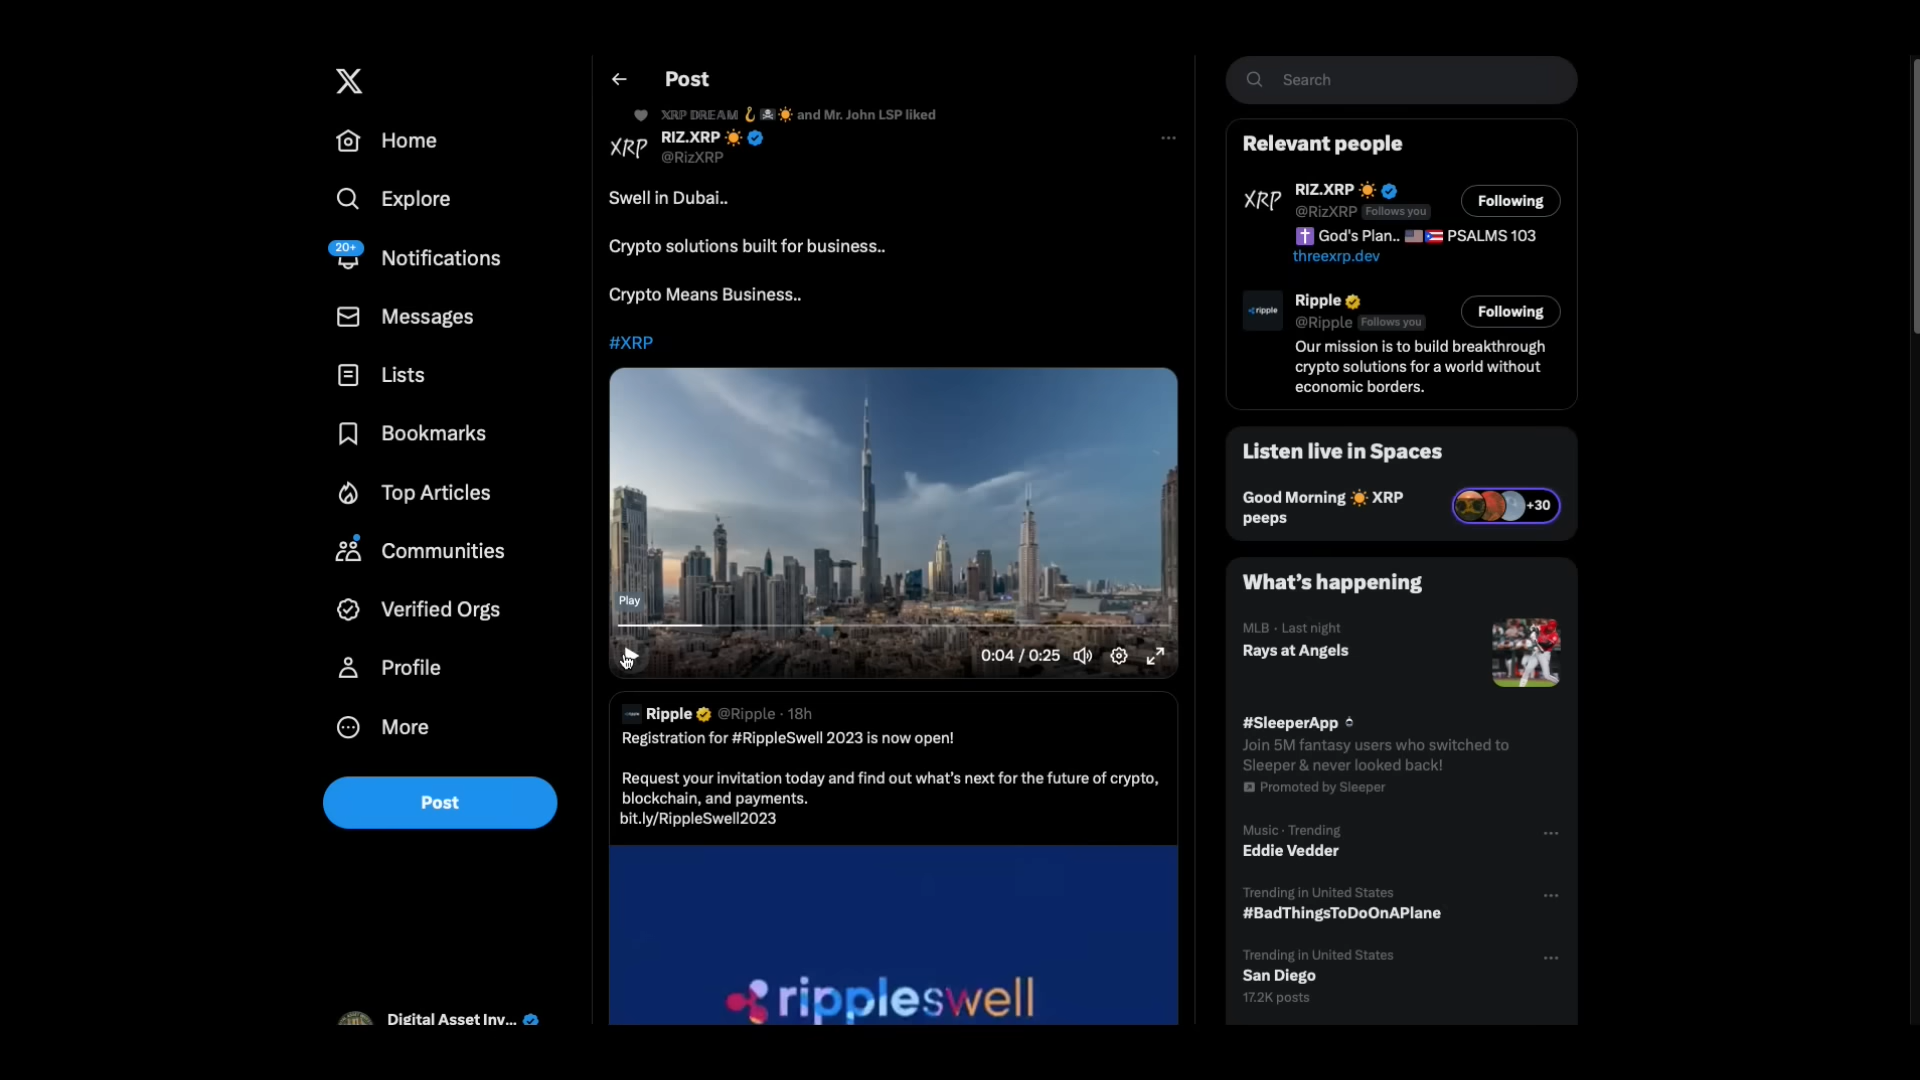 Home
Explore
20+
Notifications
Messages
Lists
Bookmarks
Top Articles
Communities
Verified Orgs
Profile
More
Post
Digital Asset Inv...
Post
XRP DREAM and Mr. John LSP liked
XRP
RIZ.XRP
@RizXRP
Swell in Dubai..
Crypto solutions built for business..
Crypto Means Business..
#XRP
Play
0:04 / 0:25
Ripple @Ripple · 18h
Registration for #RippleSwell 2023 is now open!
Request your invitation today and find out what's next for the future of crypto,
blockchain, and payments.
bit.ly/RippleSwell2023
rippleswell
Search
Relevant people
XRP
RIZ.XRP
@RizXRP Follows you
Following
God's Plan.. PSALMS 103
threexrp.dev
ripple
Ripple
@Ripple Follows you
Following
Our mission is to build breakthrough
crypto solutions for a world without
economic borders.
Listen live in Spaces
Good Morning XRP
peeps
+30
What's happening
MLB · Last night
Rays at Angels
#SleeperApp
Join 5M fantasy users who switched to
Sleeper & never looked back!
Promoted by Sleeper
Music · Trending
Eddie Vedder
Trending in United States
#BadThingsToDoOnAPlane
Trending in United States
San Diego
17.2K posts